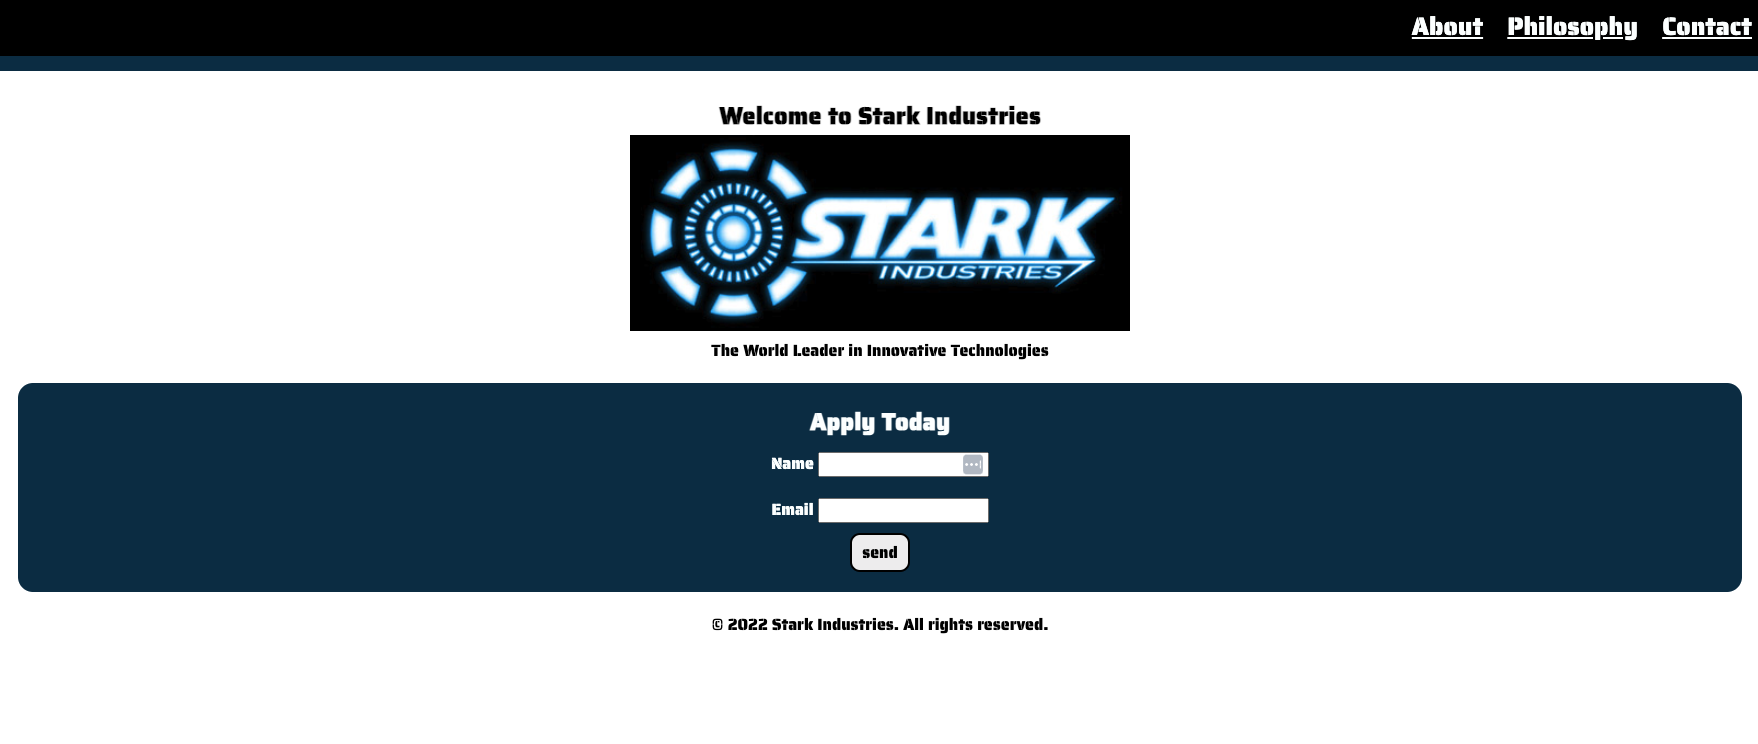 About Philosophy Contact
Welcome to Stark Industries
STARK
INDUSTRIES
The World Leader in Innovative Technologies
Apply Today
Name
Email
send
© 2022 Stark Industries. All rights reserved.